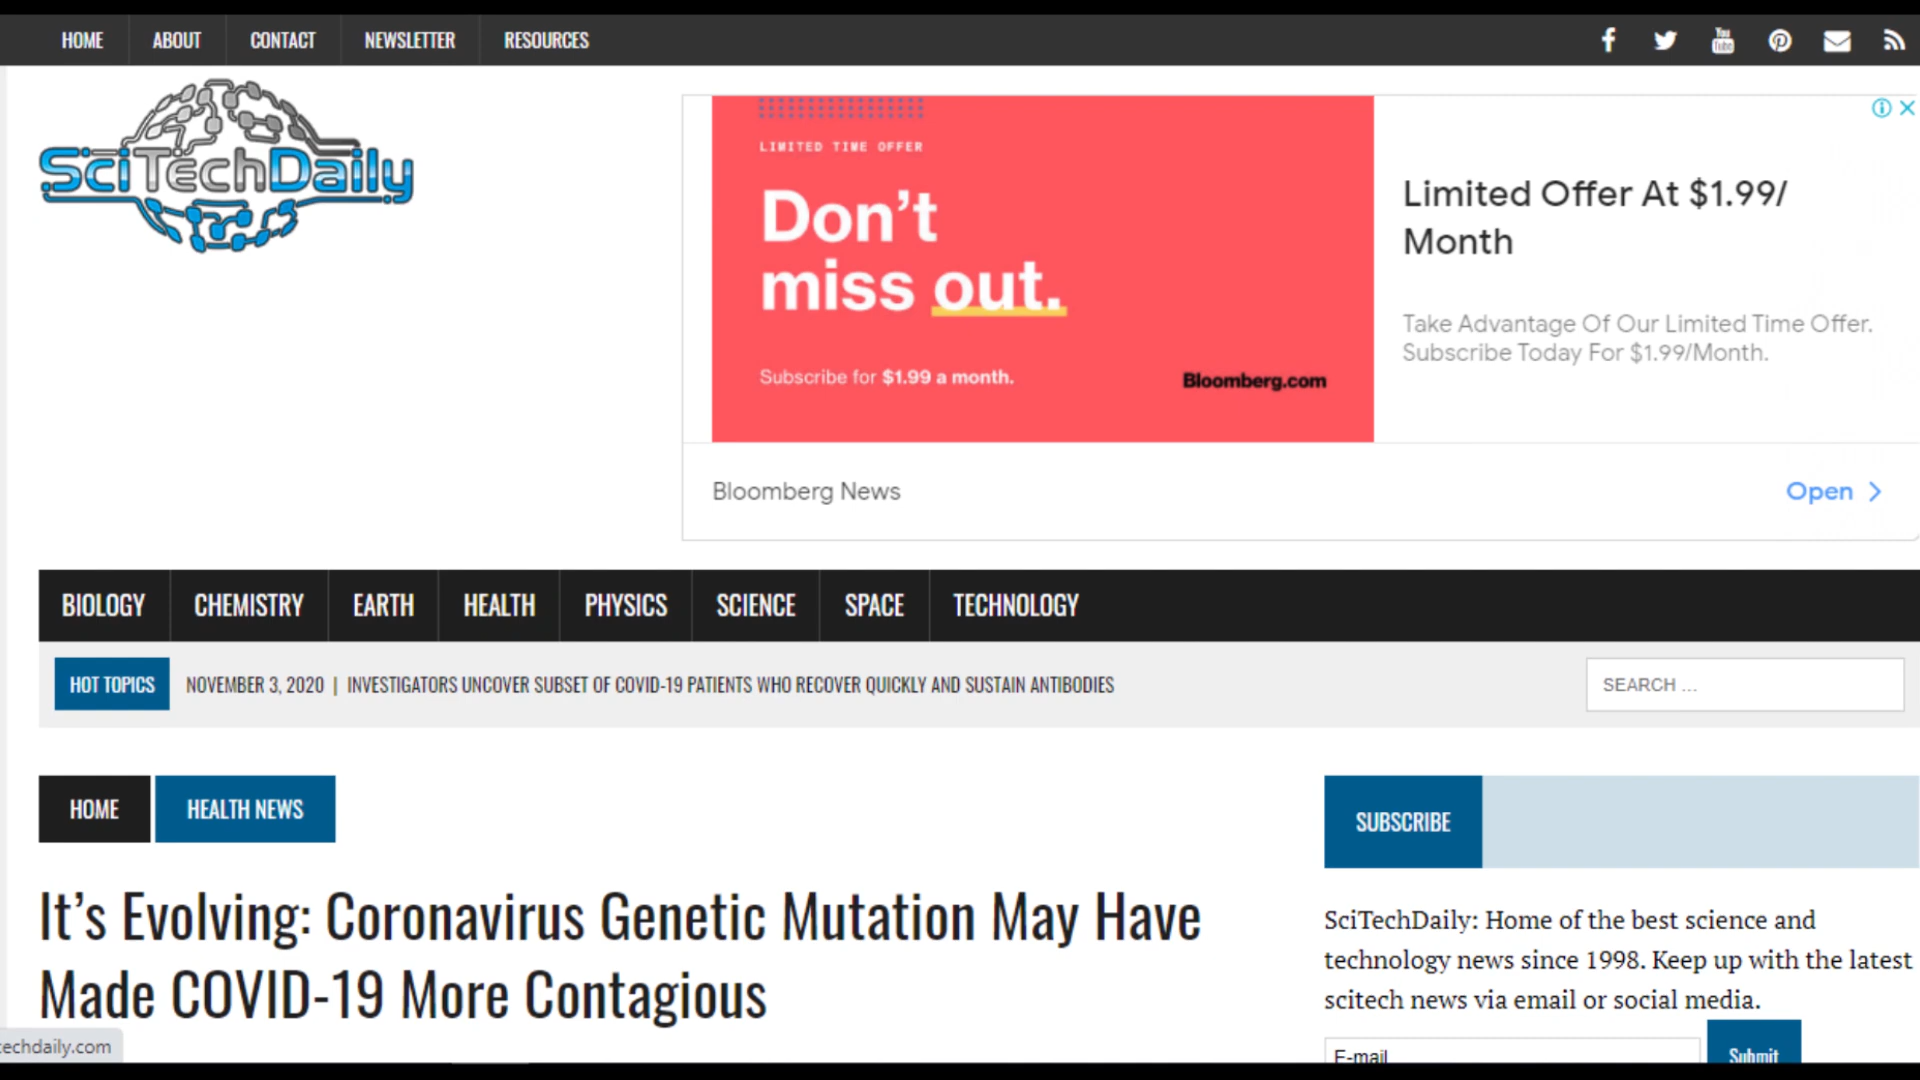 HOME ABOUT CONTACT NEWSLETTER RESOURCES
You
Tube
SciTechDaily
LIMITED TIME OFFER
Don't
miss out.
Subscribe for $1.99 a month.
Bloomberg.com
Limited Offer At $1.99/
Month
Take Advantage Of Our Limited Time Offer.
Subscribe Today For $1.99/Month.
Bloomberg News
Open
BIOLOGY CHEMISTRY EARTH HEALTH PHYSICS SCIENCE SPACE TECHNOLOGY
HOT TOPICS NOVEMBER 3, 2020 | INVESTIGATORS UNCOVER SUBSET OF COVID-19 PATIENTS WHO RECOVER QUICKLY AND SUSTAIN ANTIBODIES
SEARCH ...
HOME HEALTH NEWS
It's Evolving: Coronavirus Genetic Mutation May Have
Made COVID-19 More Contagious
SUBSCRIBE
SciTechDaily: Home of the best science and
technology news since 1998. Keep up with the latest
scitech news via email or social media.
E-mail
Submit
techdaily.com